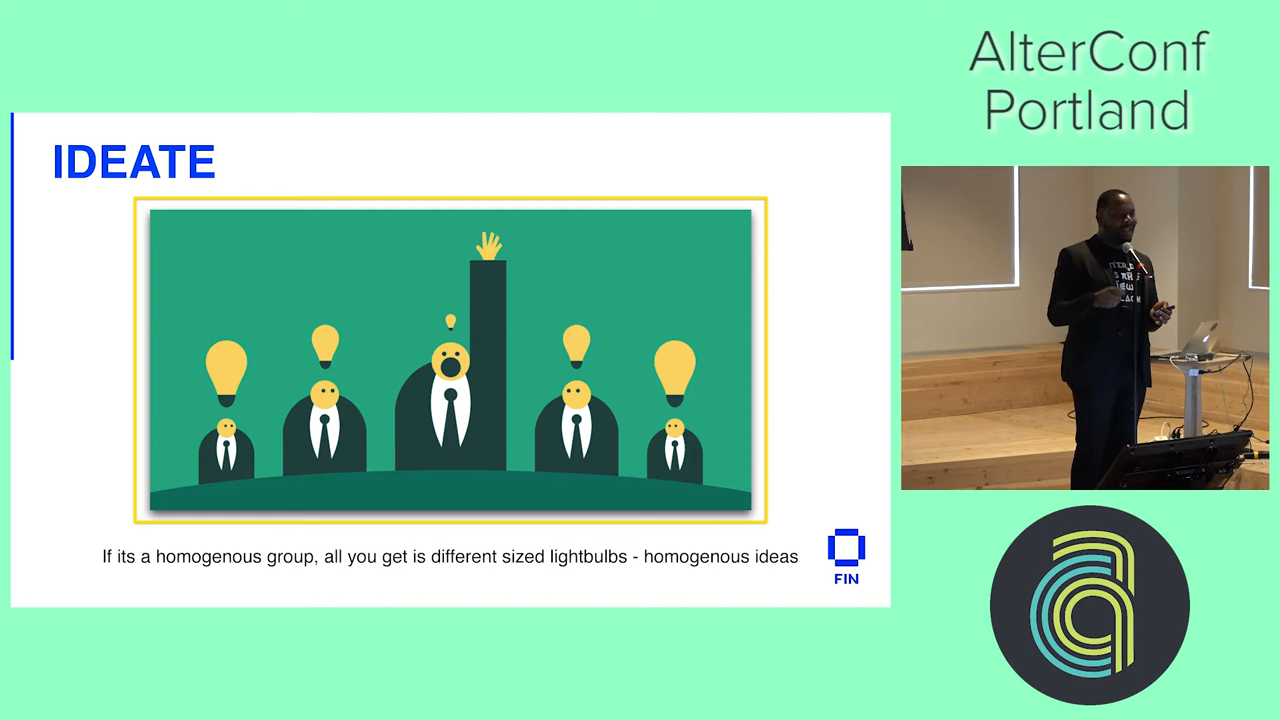 AlterConf
Portland
IDEATE
If its a homogenous group, all you get is different sized lightbulbs - homogenous ideas
FIN